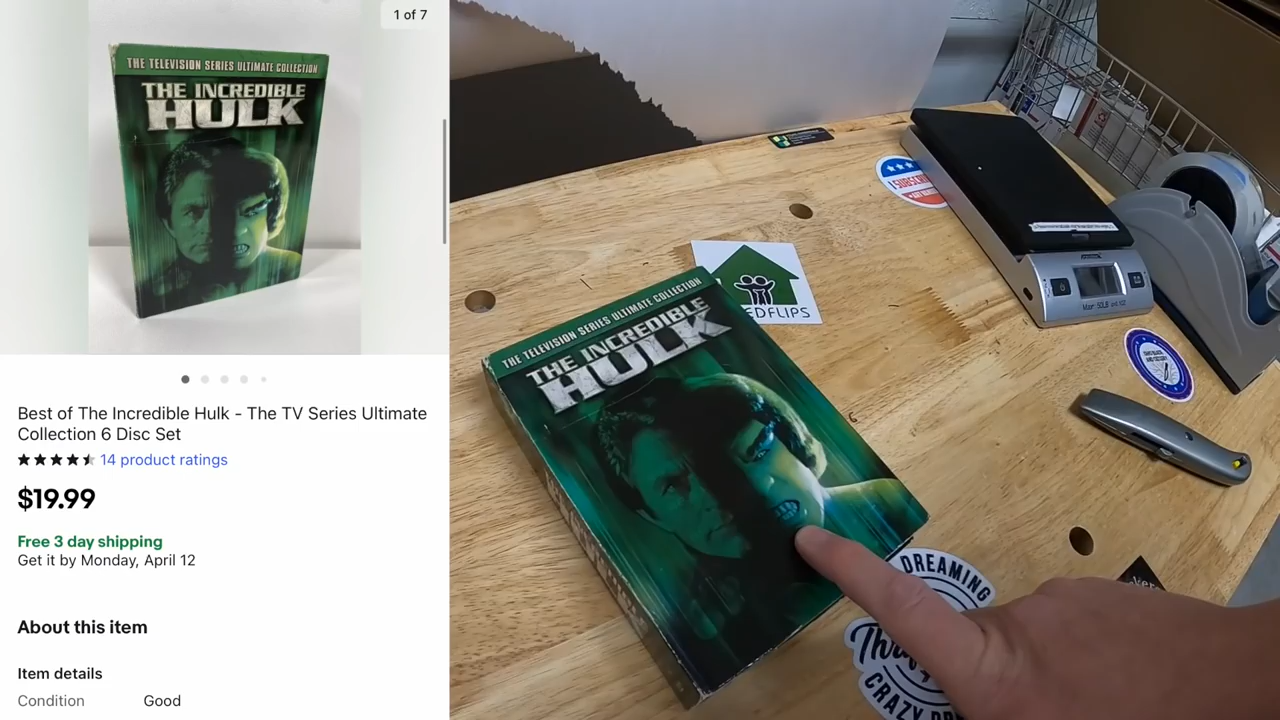 1 of 7
THE TELEVISION SERIES ULTIMATE COLLECTION
THE INCREDIBLE
HULK
Best of The Incredible Hulk - The TV Series Ultimate
Collection 6 Disc Set
14 product ratings
$19.99
Free 3 day shipping
Get it by Monday, April 12
About this item
Item details
Condition Good
THE TELEVISION SERIES ULTIMATE COLLECTION
THE INCREDIBLE
HULK
EDFLIPS
DREAMING
CRAZY